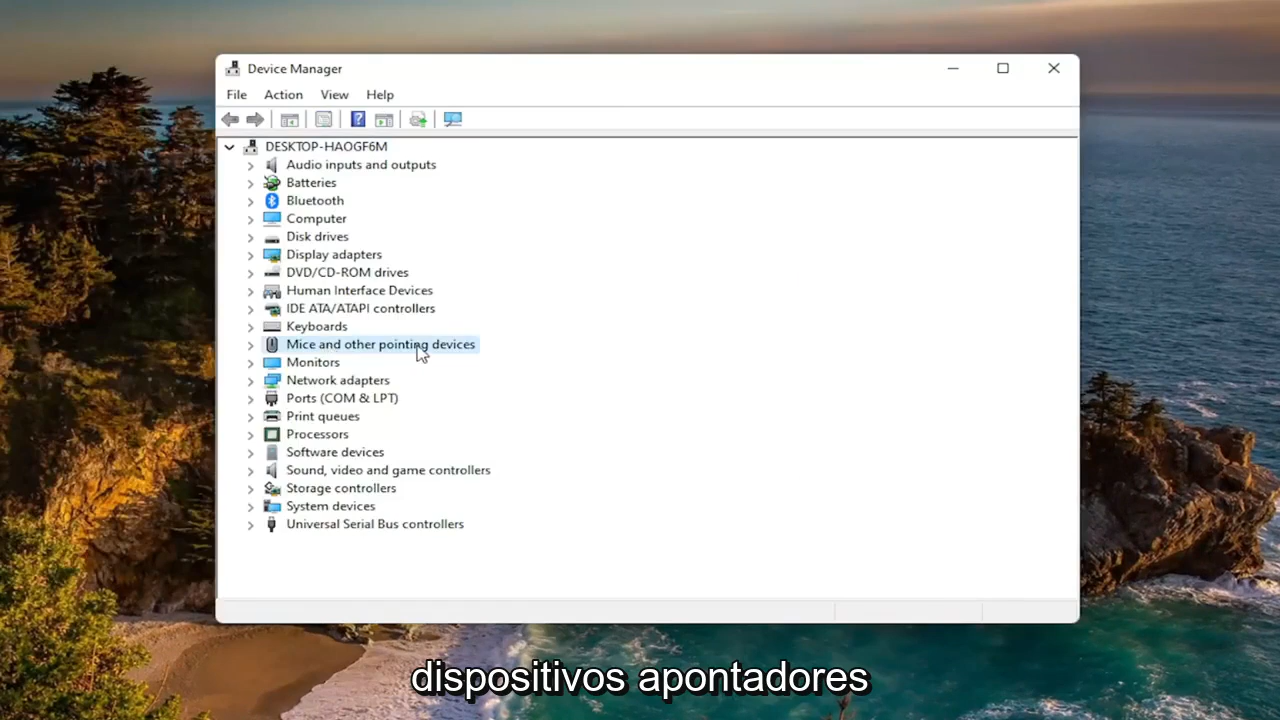 Device Manager
File Action View Help
DESKTOP-HAOGF6M
Audio inputs and outputs
Batteries
Bluetooth
Computer
Disk drives
Display adapters
DVD/CD-ROM drives
Human Interface Devices
IDE ATA/ATAPI controllers
Keyboards
Mice and other pointing devices
Monitors
Network adapters
Ports (COM & LPT)
Print queues
Processors
Software devices
Sound, video and game controllers
Storage controllers
System devices
Universal Serial Bus controllers
dispositivos apontadores